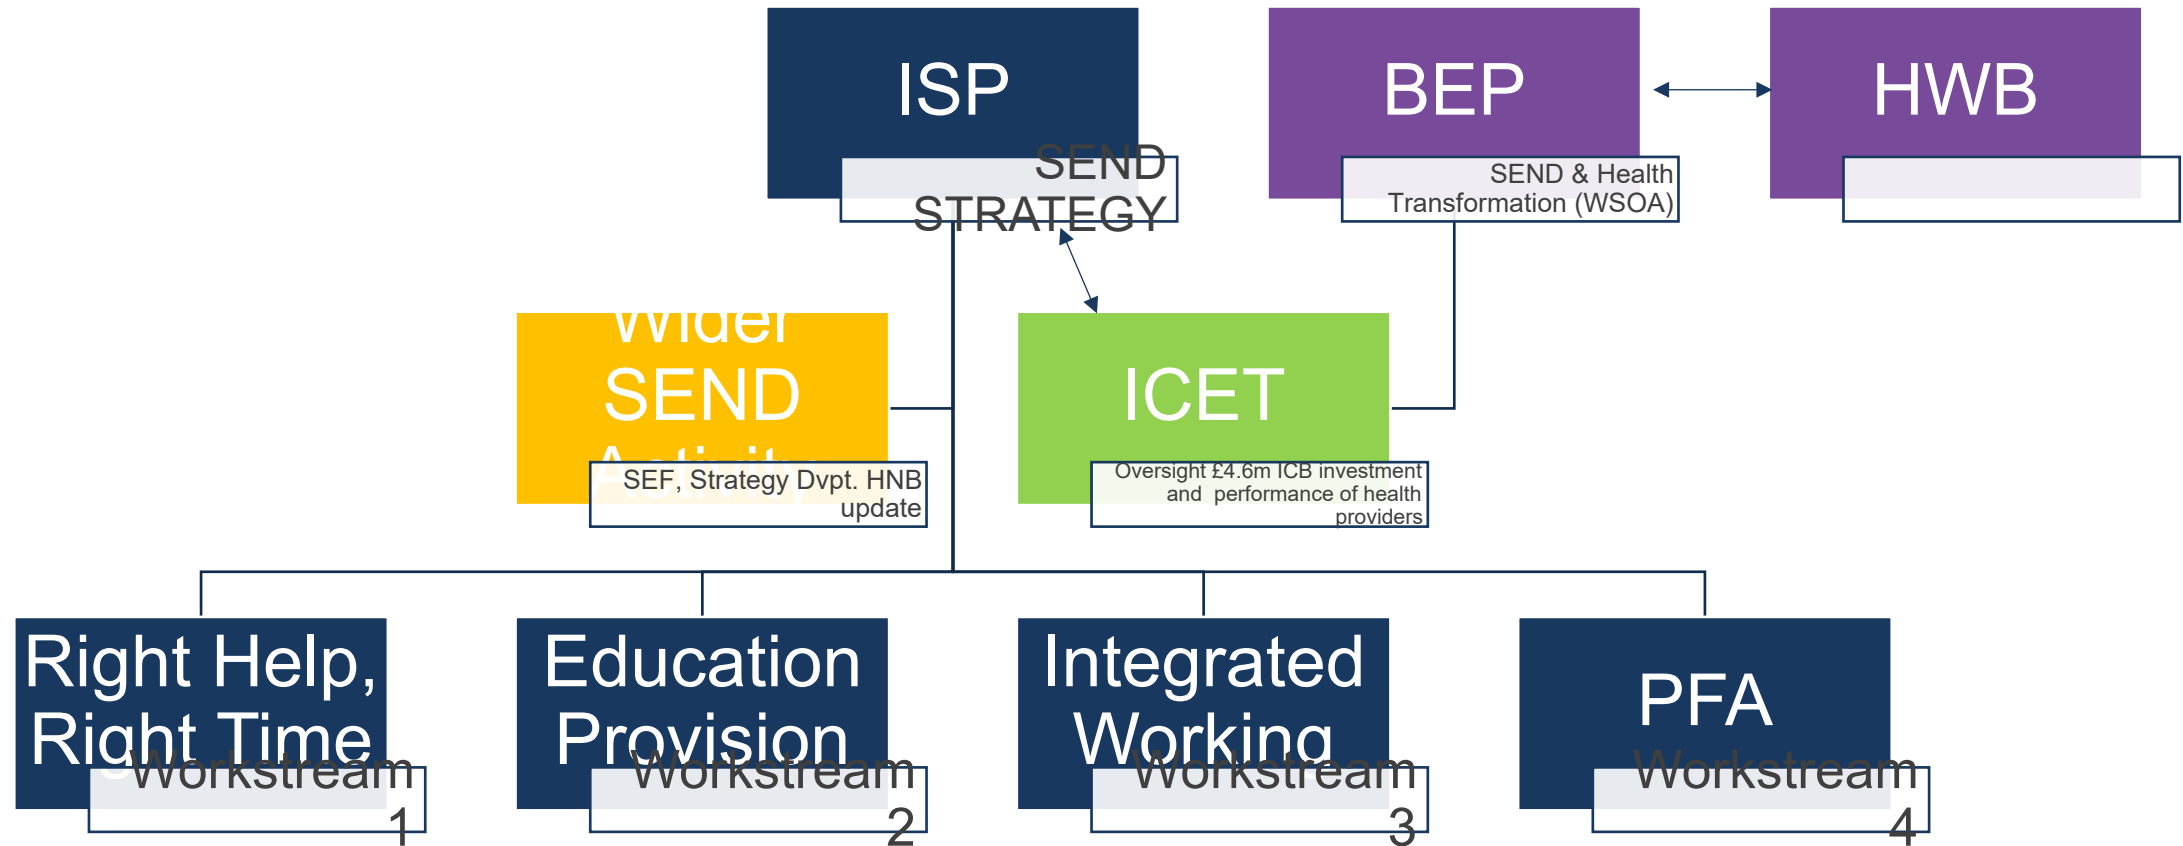 ISP
SEND
STRATEGY
BEP
SEND & Health
Transformation (WSOA)
HWB
Wider
SEND
Activity
SEF, Strategy Dvpt. HNB
update
ICET
Oversight £4.6m ICB investment
and performance of health
providers
Right Help,
Right Time
Workstream
1
Education
Provision
Workstream
2
Integrated
Working
Workstream
3
PFA
Workstream
4